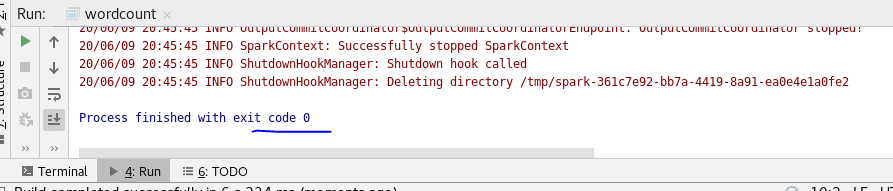 Run: wordcount
20/06/09 20:45:45 INFO OutputCommitCoordinator$OutputCommitCoordinatorEndpoint: OutputCommitCoordinator stopped!
20/06/09 20:45:45 INFO SparkContext: Successfully stopped SparkContext
20/06/09 20:45:45 INFO ShutdownHookManager: Shutdown hook called
20/06/09 20:45:45 INFO ShutdownHookManager: Deleting directory /tmp/spark-361c7e92-bb7a-4419-8a91-ea0e4e1a0fe2
Process finished with exit code 0
7: Structure
Terminal 4: Run 6: TODO
Build completed successfully in 6 s 224 ms (moments ago) 10:2